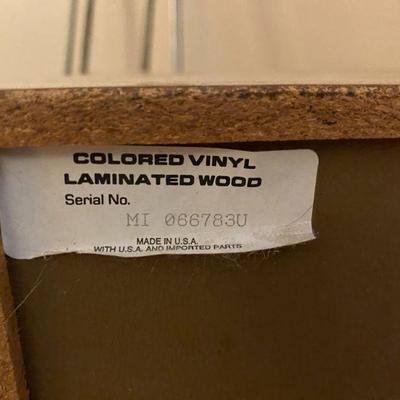 COLORED VINYL
LAMINATED WOOD
Serial No.
MI 066783U
MADE IN U.S.A.
WITH U.S.A. AND IMPORTED PARTS